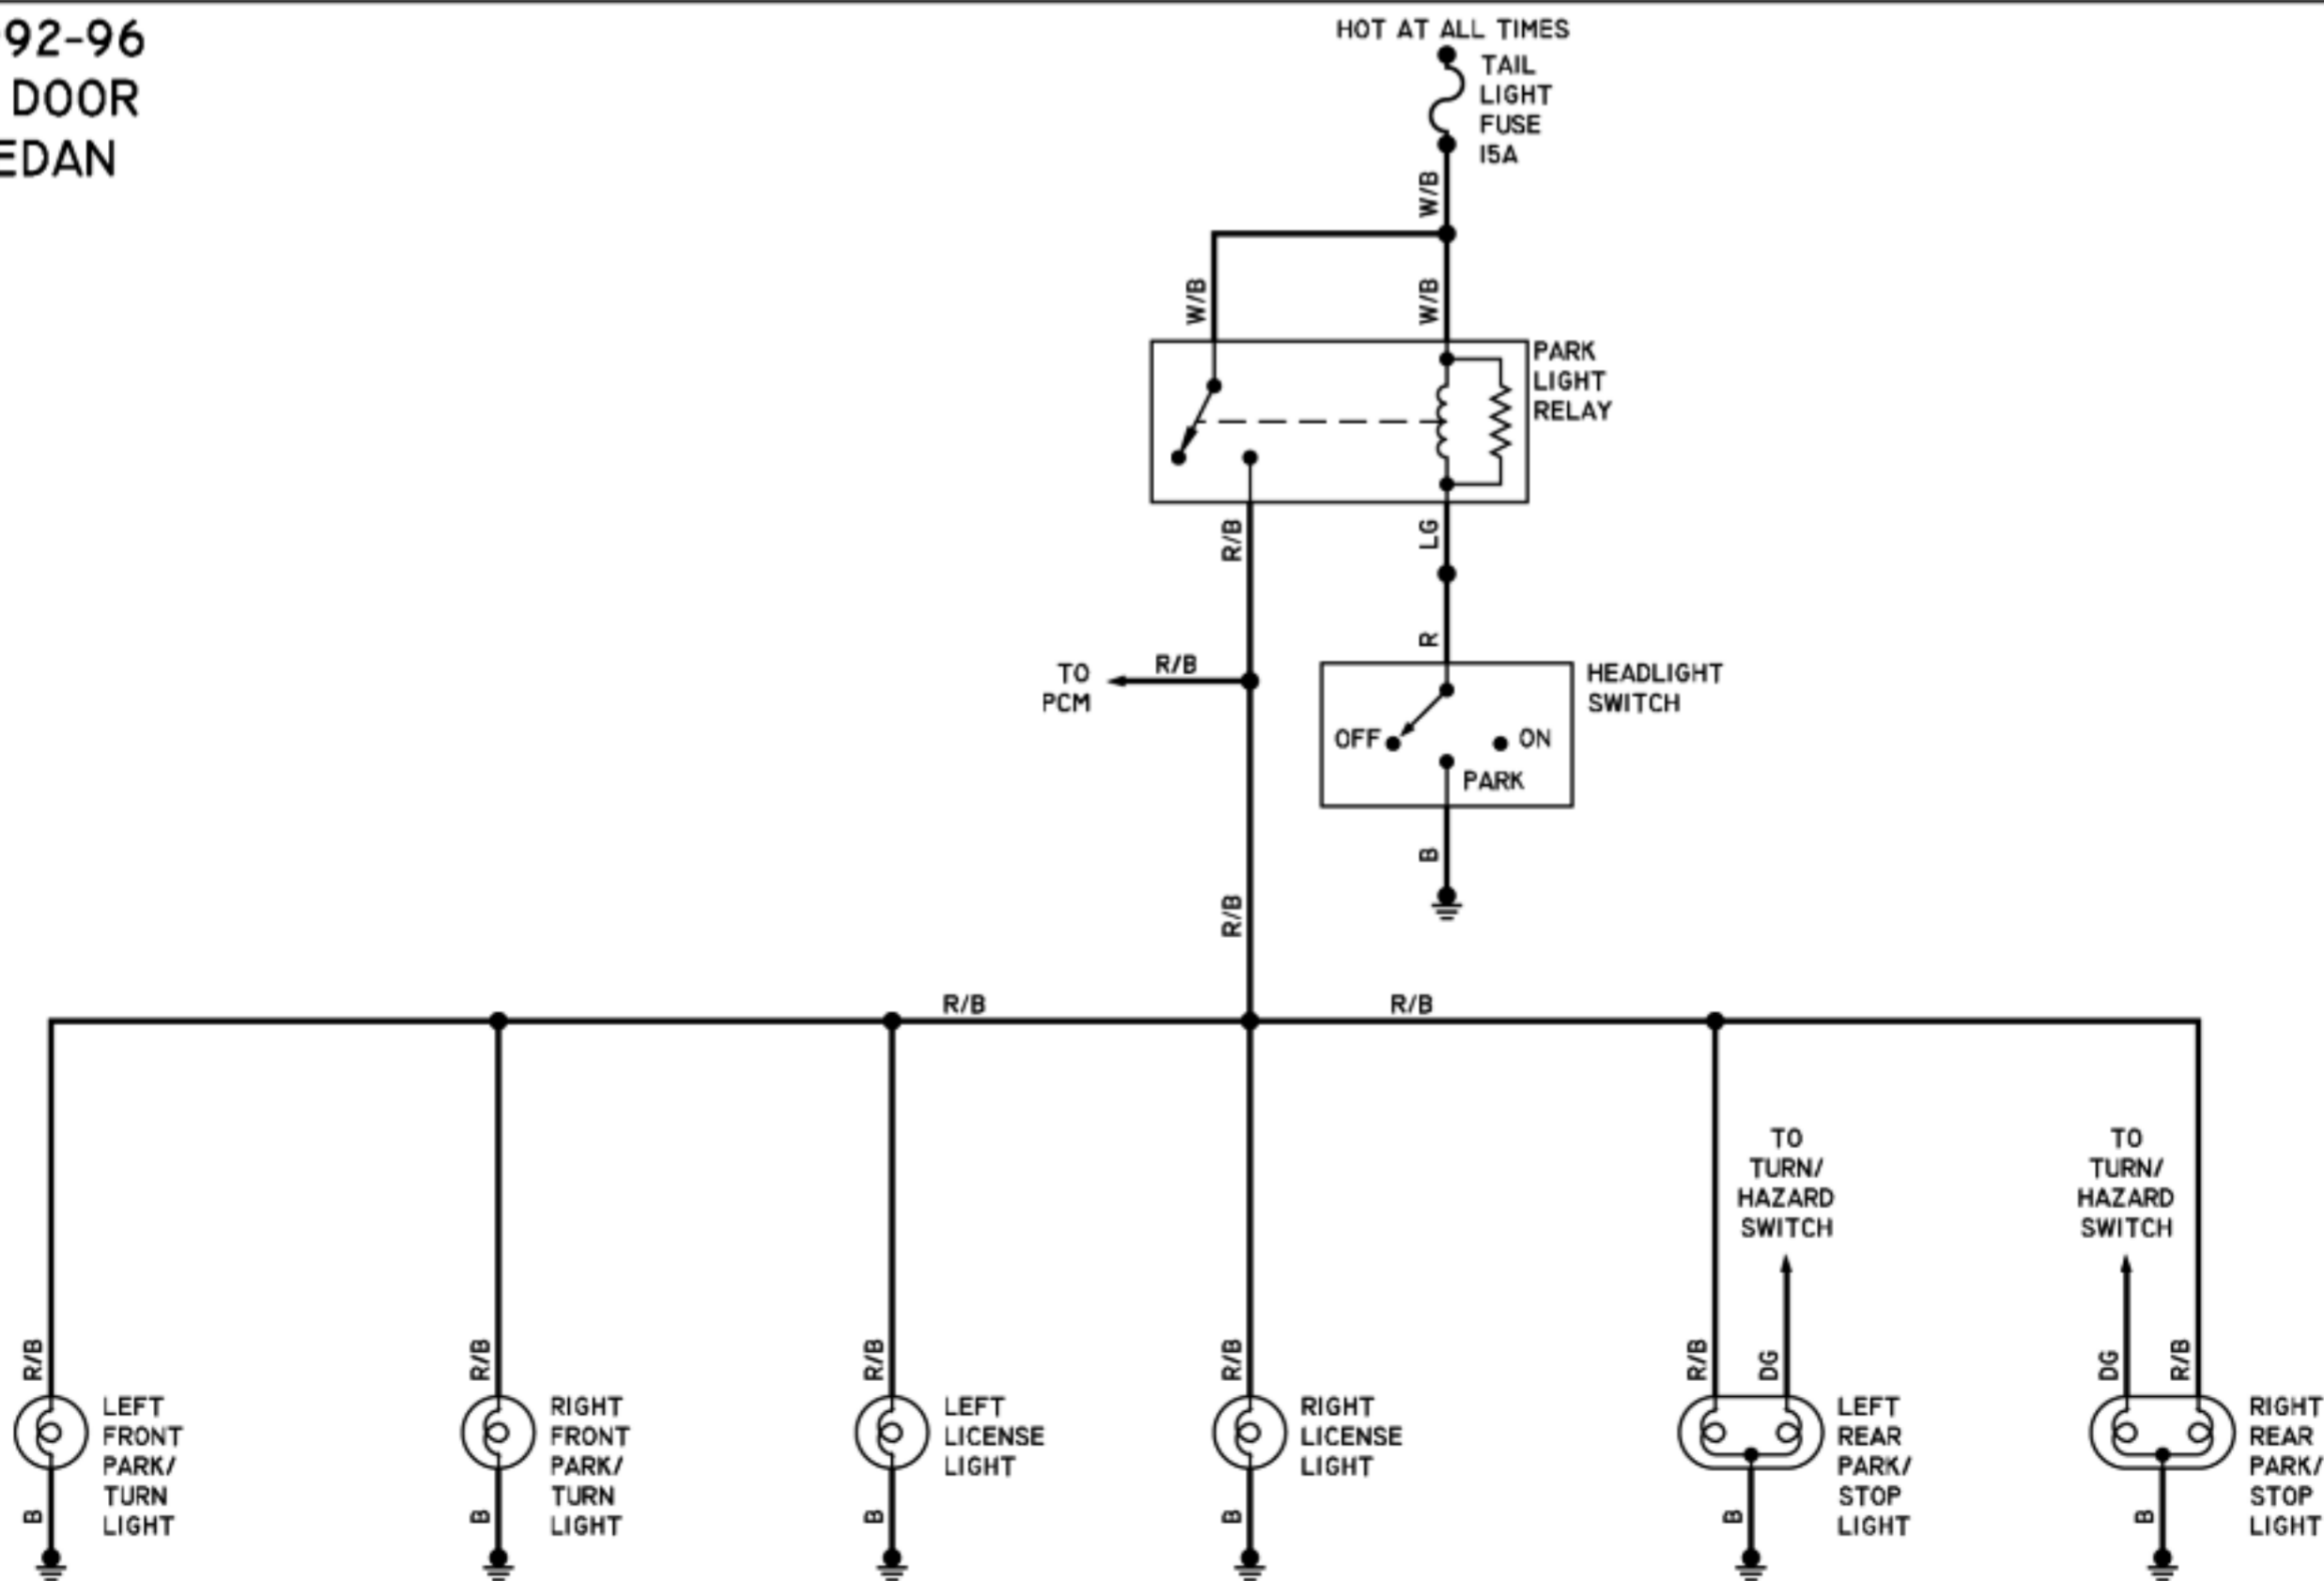 92-96
DOOR
EDAN
HOT AT ALL TIMES
TAIL
LIGHT
FUSE
15A
W/B
W/B
W/B
PARK
LIGHT
RELAY
R/B
LG
R
TO
PCM
R/B
HEADLIGHT
SWITCH
OFF
ON
PARK
B
R/B
R/B
R/B
TO
TURN/
HAZARD
SWITCH
TO
TURN/
HAZARD
SWITCH
R/B
R/B
R/B
R/B
R/B
DG
DG
R/B
LEFT
FRONT
PARK/
TURN
LIGHT
RIGHT
FRONT
PARK/
TURN
LIGHT
LEFT
LICENSE
LIGHT
RIGHT
LICENSE
LIGHT
LEFT
REAR
PARK/
STOP
LIGHT
RIGHT
REAR
PARK/
STOP
LIGHT
B
B
B
B
B
B